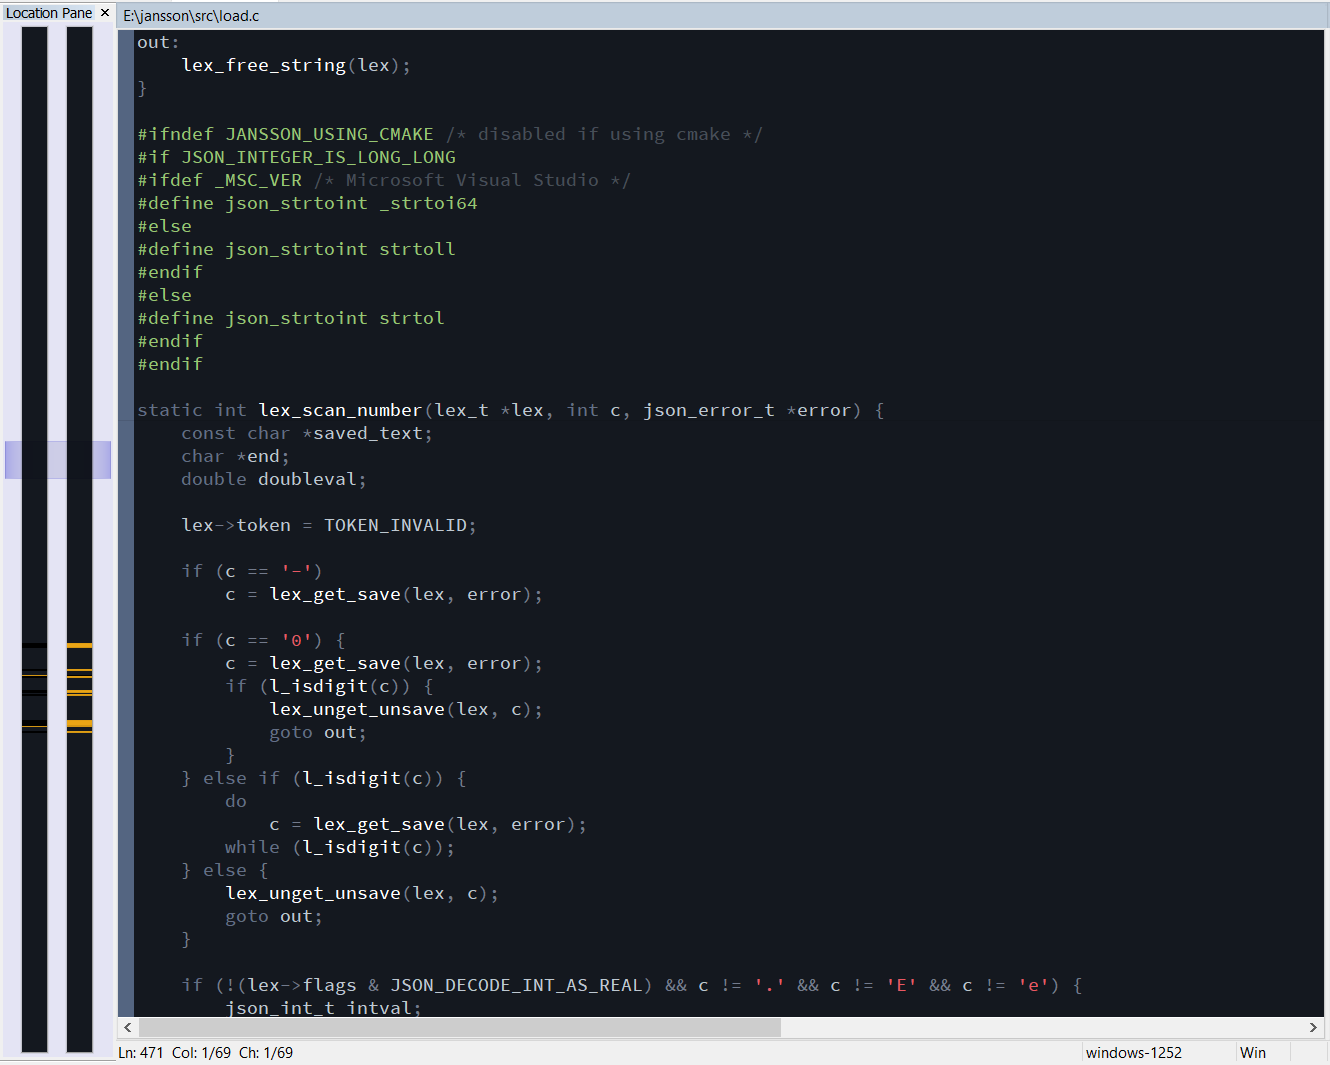 Location Pane ×
E:\jansson\src\load.c
out:
    lex_free_string(lex);
}

#ifndef JANSSON_USING_CMAKE /* disabled if using cmake */
#if JSON_INTEGER_IS_LONG_LONG
#ifdef _MSC_VER /* Microsoft Visual Studio */
#define json_strtoint _strtoi64
#else
#define json_strtoint strtoll
#endif
#else
#define json_strtoint strtol
#endif
#endif

static int lex_scan_number(lex_t *lex, int c, json_error_t *error) {
    const char *saved_text;
    char *end;
    double doubleval;

    lex->token = TOKEN_INVALID;

    if (c == '-')
        c = lex_get_save(lex, error);

    if (c == '0') {
        c = lex_get_save(lex, error);
        if (l_isdigit(c)) {
            lex_unget_unsave(lex, c);
            goto out;
        }
    } else if (l_isdigit(c)) {
        do
            c = lex_get_save(lex, error);
        while (l_isdigit(c));
    } else {
        lex_unget_unsave(lex, c);
        goto out;
    }

    if (!(lex->flags & JSON_DECODE_INT_AS_REAL) && c != '.' && c != 'E' && c != 'e') {
        json_int_t intval;
Ln: 471 Col: 1/69 Ch: 1/69
windows-1252
Win